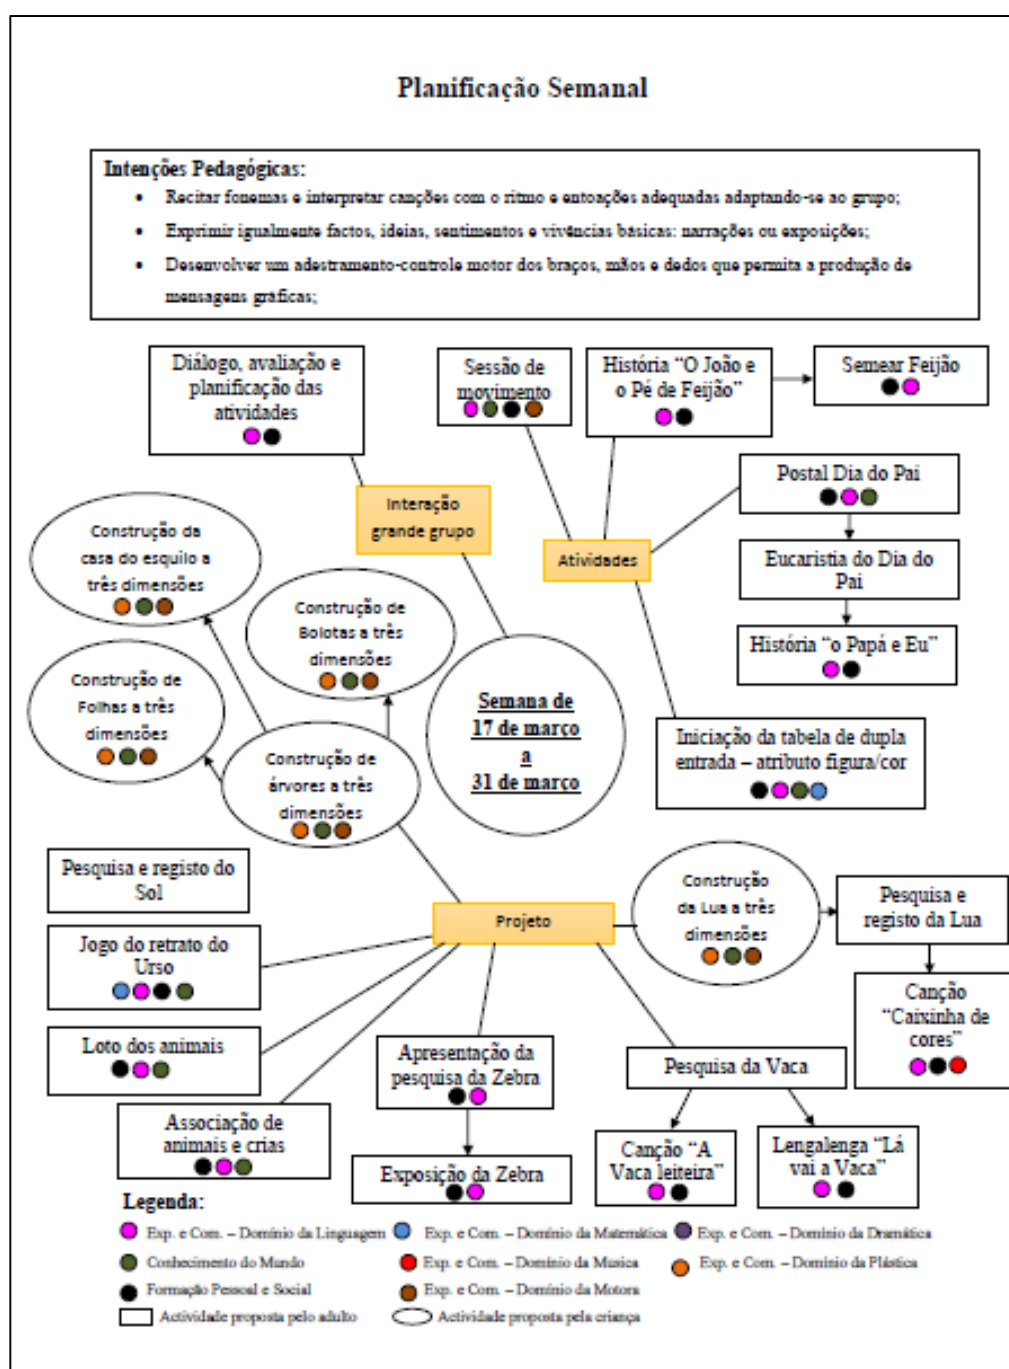 Planificação Semanal
Intenções Pedagógicas:
• Recitar fonemas e interpretar canções com o ritmo e entoações adequadas adaptando-se ao grupo;
• Exprimir igualmente factos, ideias, sentimentos e vivências básicas: narrações ou exposições;
• Desenvolver um adestramento-controle motor dos braços, mãos e dedos que permita a produção de
mensagens gráficas;
Diálogo, avaliação e
planificação das
atividades
Sessão de
movimento
História “O João e
o Pé de Feijão”
Semear Feijão
Interação
grande grupo
Atividades
Postal Dia do Pai
Eucaristia do Dia do
Pai
História “o Papá e Eu”
Iniciação da tabela de dupla
entrada – atributo figura/cor
Construção da
casa do esquilo a
três dimensões
Construção de
Bolotas a três
dimensões
Construção de
Folhas a três
dimensões
Construção de
árvores a três
dimensões
Semana de
17 de março
a
31 de março
Pesquisa e registo do
Sol
Jogo do retrato do
Urso
Loto dos animais
Associação de
animais e crias
Projeto
Construção
da Lua a três
dimensões
Pesquisa e
registo da Lua
Canção
“Caixinha de
cores”
Apresentação da
pesquisa da Zebra
Exposição da Zebra
Pesquisa da Vaca
Canção “A
Vaca leiteira”
Lengalenga “Lá
vai a Vaca”
Legenda:
Exp. e Com. – Domínio da Linguagem
Exp. e Com. – Domínio da Matemática
Exp. e Com. – Domínio da Dramática
Conhecimento do Mundo
Exp. e Com. – Domínio da Musica
Exp. e Com. – Domínio da Plástica
Formação Pessoal e Social
Exp. e Com. – Domínio da Motora
Actividade proposta pelo adulto
Actividade proposta pela criança